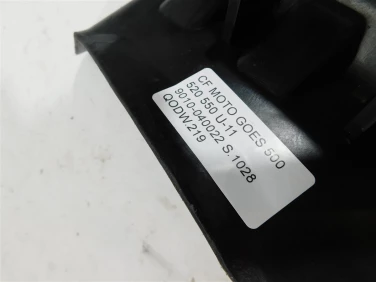 CF MOTO GOES 500
520 550 U-11
9010-040022 S.1028
QODW219